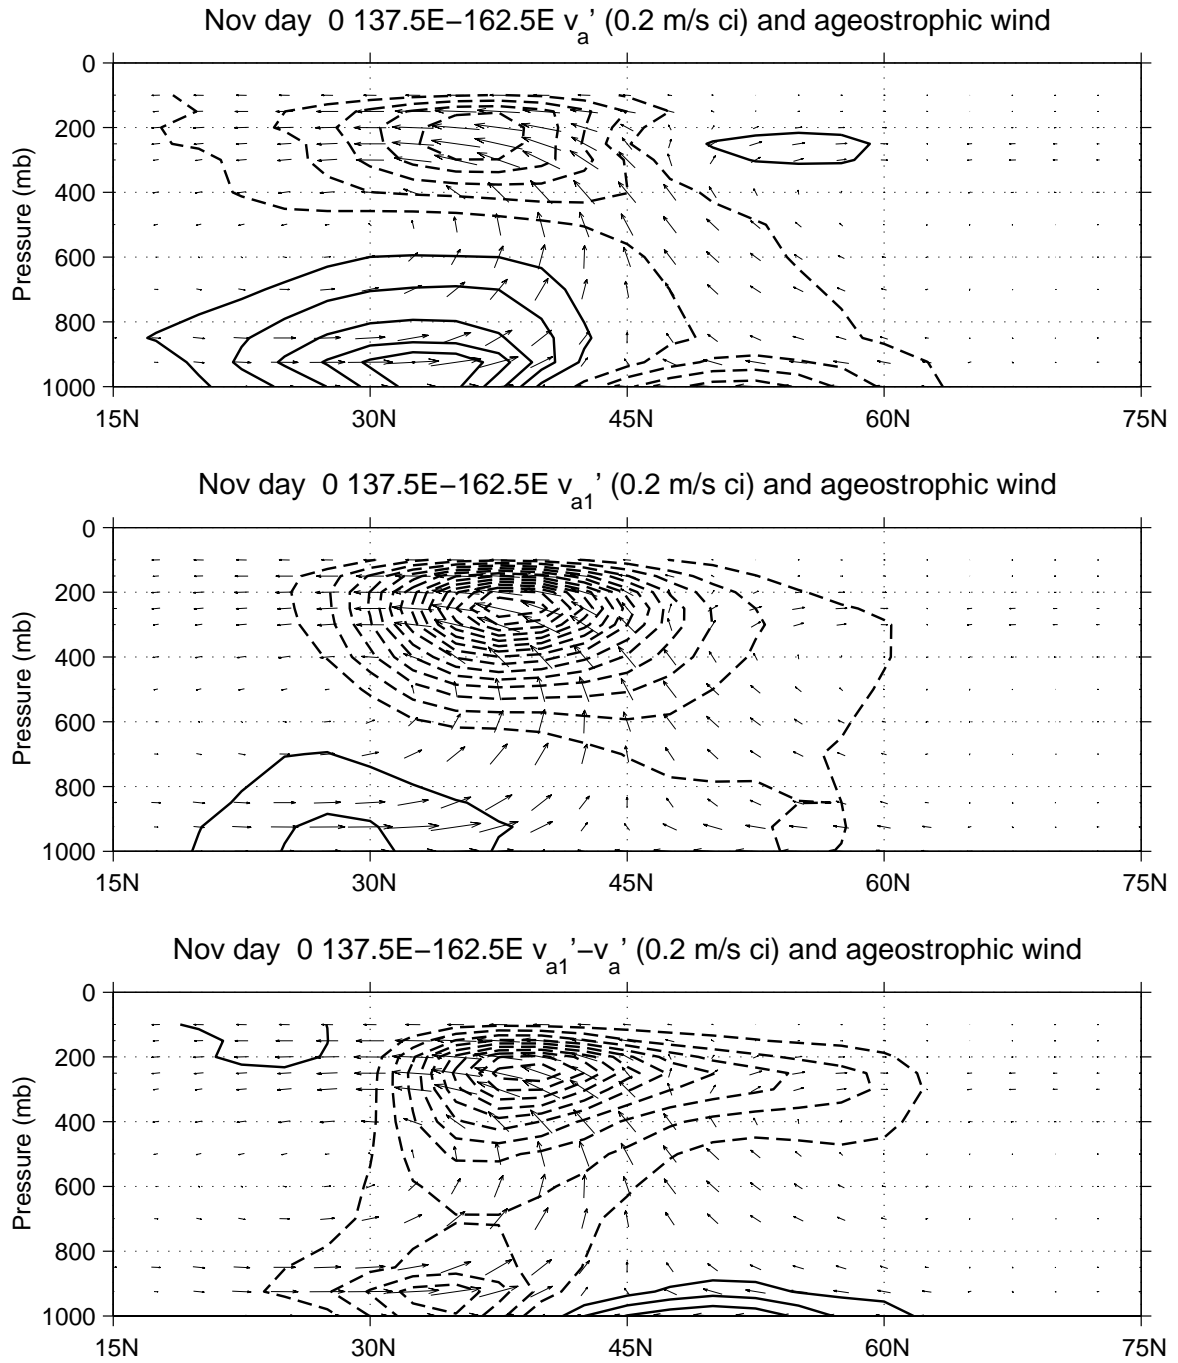 Nov day  0 137.5E−162.5E va’ (0.2 m/s ci) and ageostrophic wind
0
200
400
600
800
1000
Pressure (mb)
15N 30N 45N 60N 75N
Nov day  0 137.5E−162.5E va1’ (0.2 m/s ci) and ageostrophic wind
0
200
400
600
800
1000
Pressure (mb)
15N 30N 45N 60N 75N
Nov day  0 137.5E−162.5E va1’−va’ (0.2 m/s ci) and ageostrophic wind
0
200
400
600
800
1000
Pressure (mb)
15N 30N 45N 60N 75N